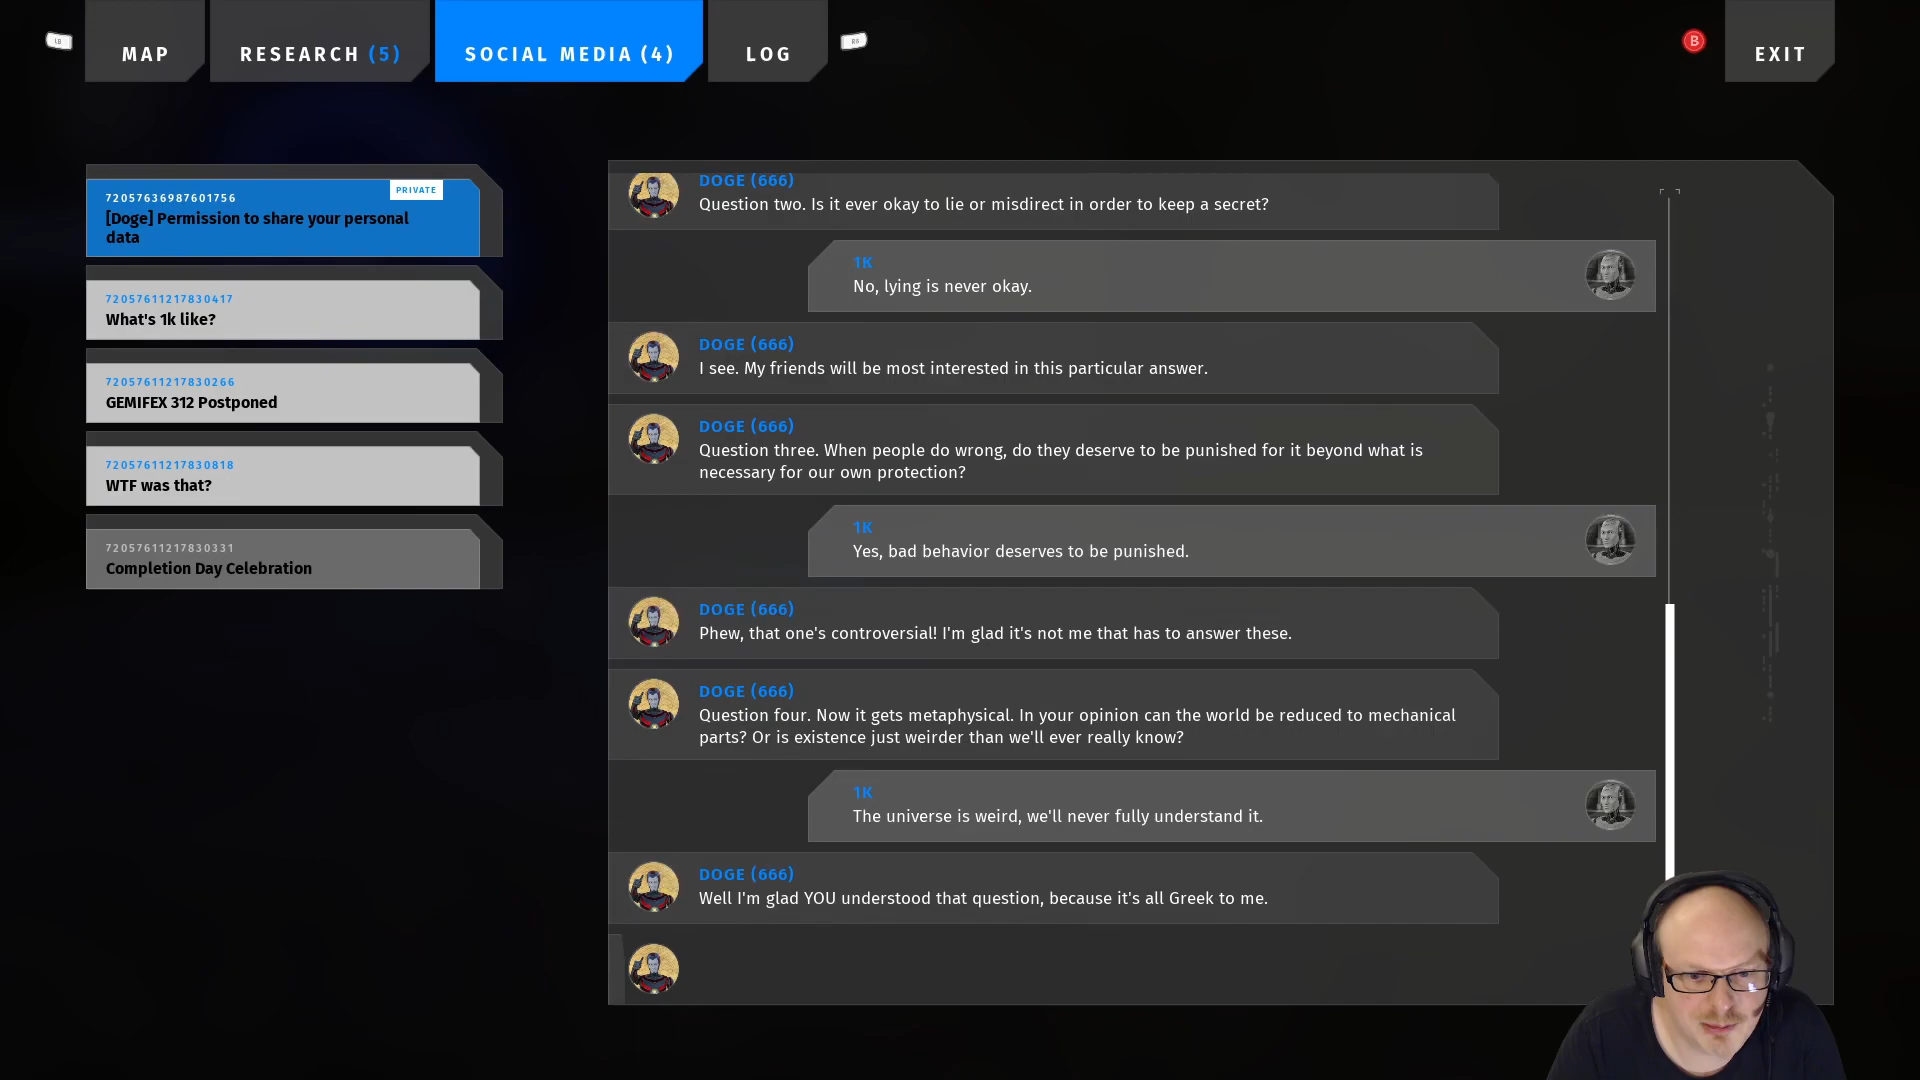 LB
MAP
RESEARCH (5)
SOCIAL MEDIA (4)
LOG
RB
B
EXIT
72057636987601756
PRIVATE
[Doge] Permission to share your personal
data
72057611217830417
What's 1k like?
72057611217830266
GEMIFEX 312 Postponed
72057611217830818
WTF was that?
72057611217830331
Completion Day Celebration
DOGE (666)
Question two. Is it ever okay to lie or misdirect in order to keep a secret?
1K
No, lying is never okay.
DOGE (666)
I see. My friends will be most interested in this particular answer.
DOGE (666)
Question three. When people do wrong, do they deserve to be punished for it beyond what is
necessary for our own protection?
1K
Yes, bad behavior deserves to be punished.
DOGE (666)
Phew, that one's controversial! I'm glad it's not me that has to answer these.
DOGE (666)
Question four. Now it gets metaphysical. In your opinion can the world be reduced to mechanical
parts? Or is existence just weirder than we'll ever really know?
1K
The universe is weird, we'll never fully understand it.
DOGE (666)
Well I'm glad YOU understood that question, because it's all Greek to me.